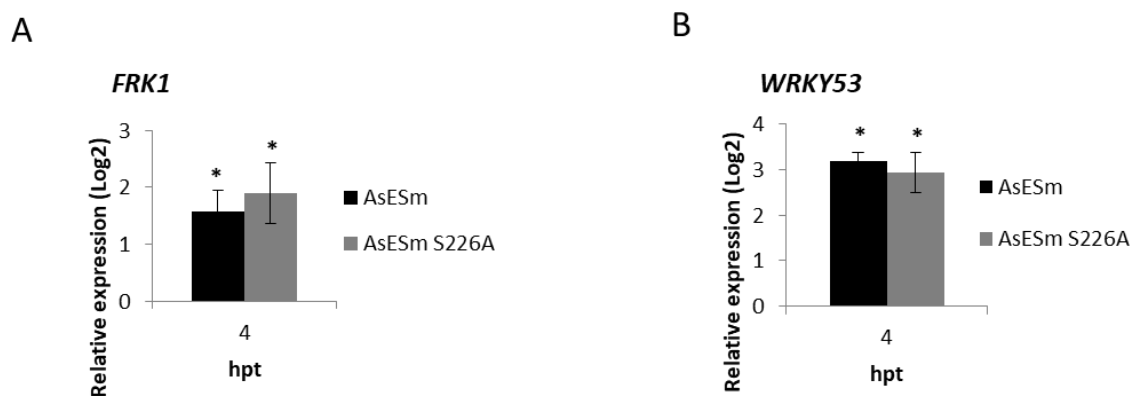 A
FRK1
Relative expression (Log2)
3
2
1
0
*
*
4
hpt
AsESm
AsESm S226A
B
WRKY53
Relative expression (Log2)
4
3
2
1
0
*
*
4
hpt
AsESm
AsESm S226A